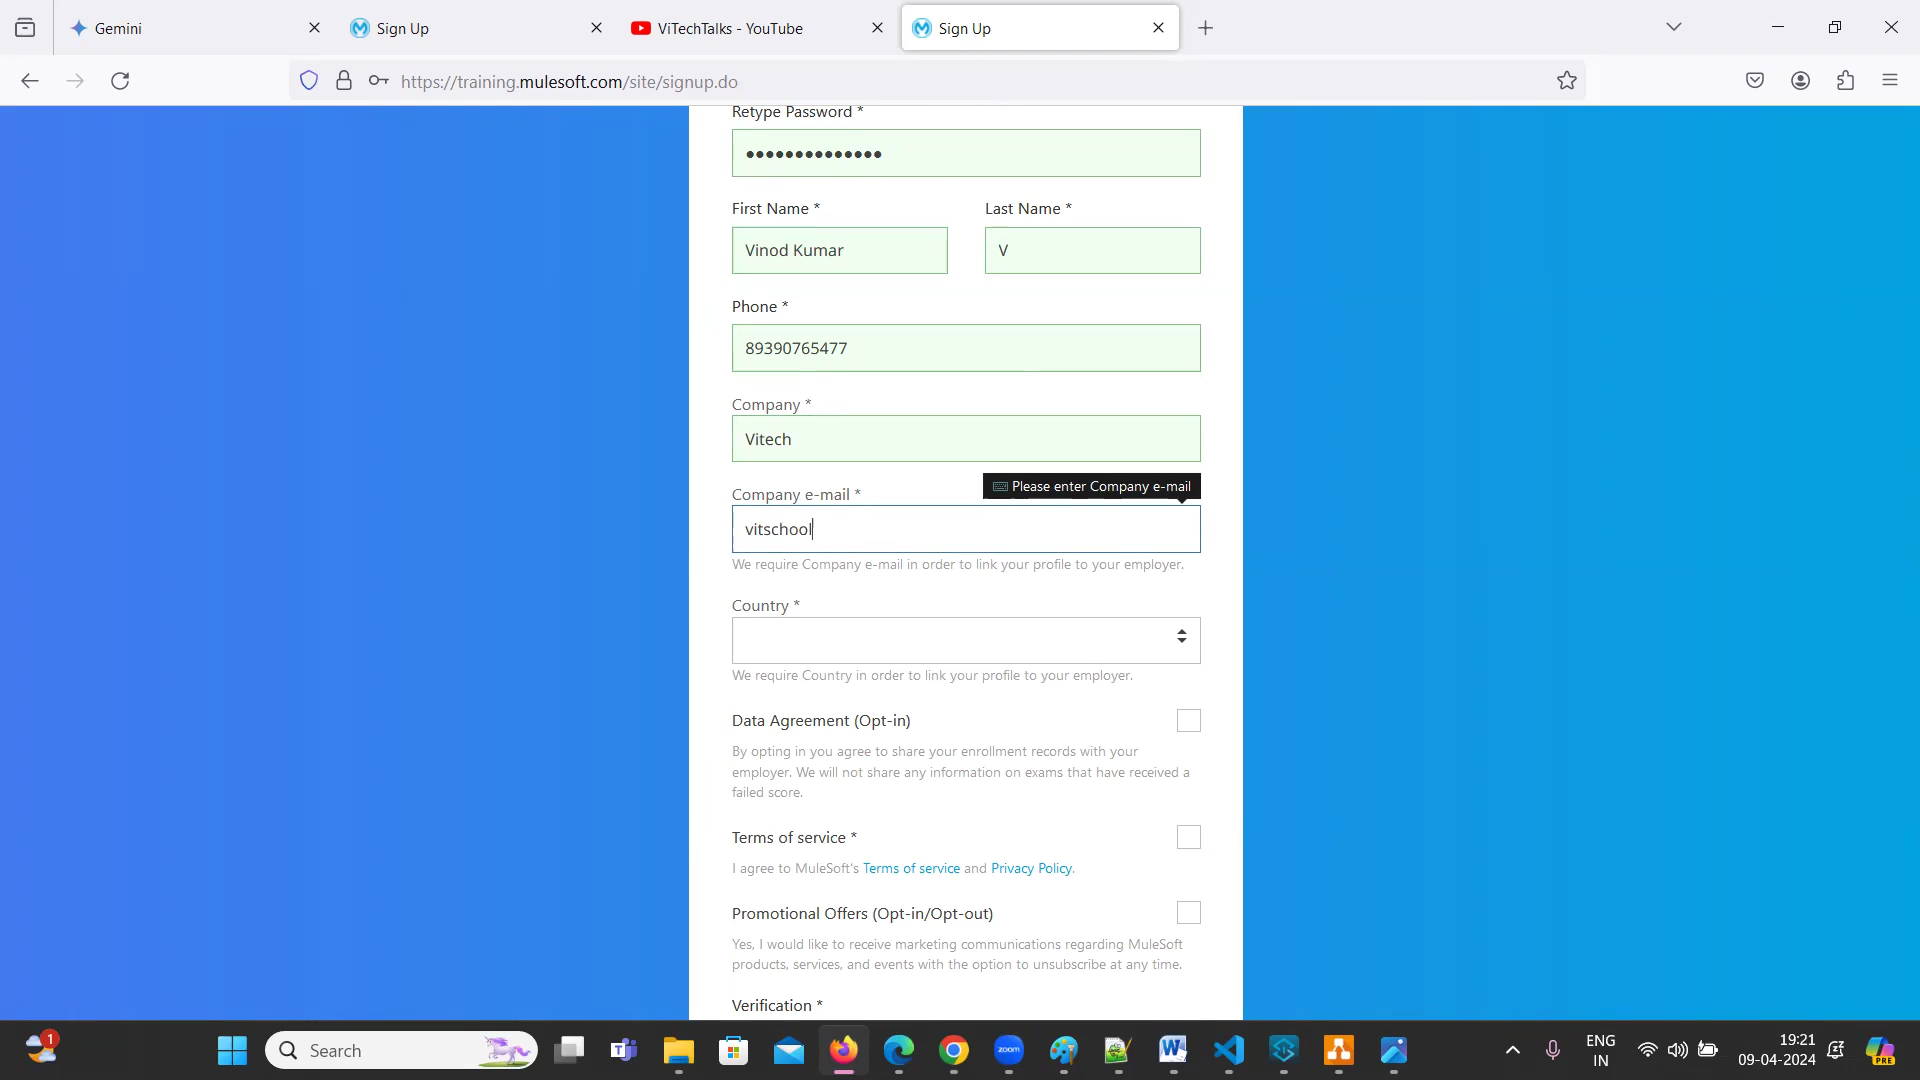 Gemini
Sign Up
ViTechTalks - YouTube
Sign Up
https://training.mulesoft.com/site/signup.do
Retype Password *
••••••••••••••
First Name *
Last Name *
Vinod Kumar
V
Phone *
89390765477
Company *
Vitech
Please enter Company e-mail
Company e-mail *
vitschool
We require Company e-mail in order to link your profile to your employer.
Country *
We require Country in order to link your profile to your employer.
Data Agreement (Opt-in)
By opting in you agree to share your enrollment records with your
employer. We will not share any information on exams that have received a
failed score.
Terms of service *
I agree to MuleSoft's Terms of service and Privacy Policy.
Promotional Offers (Opt-in/Opt-out)
Yes, I would like to receive marketing communications regarding MuleSoft
products, services, and events with the option to unsubscribe at any time.
Verification *
1
Search
zoom
ENG
IN
19:21
09-04-2024
PRE